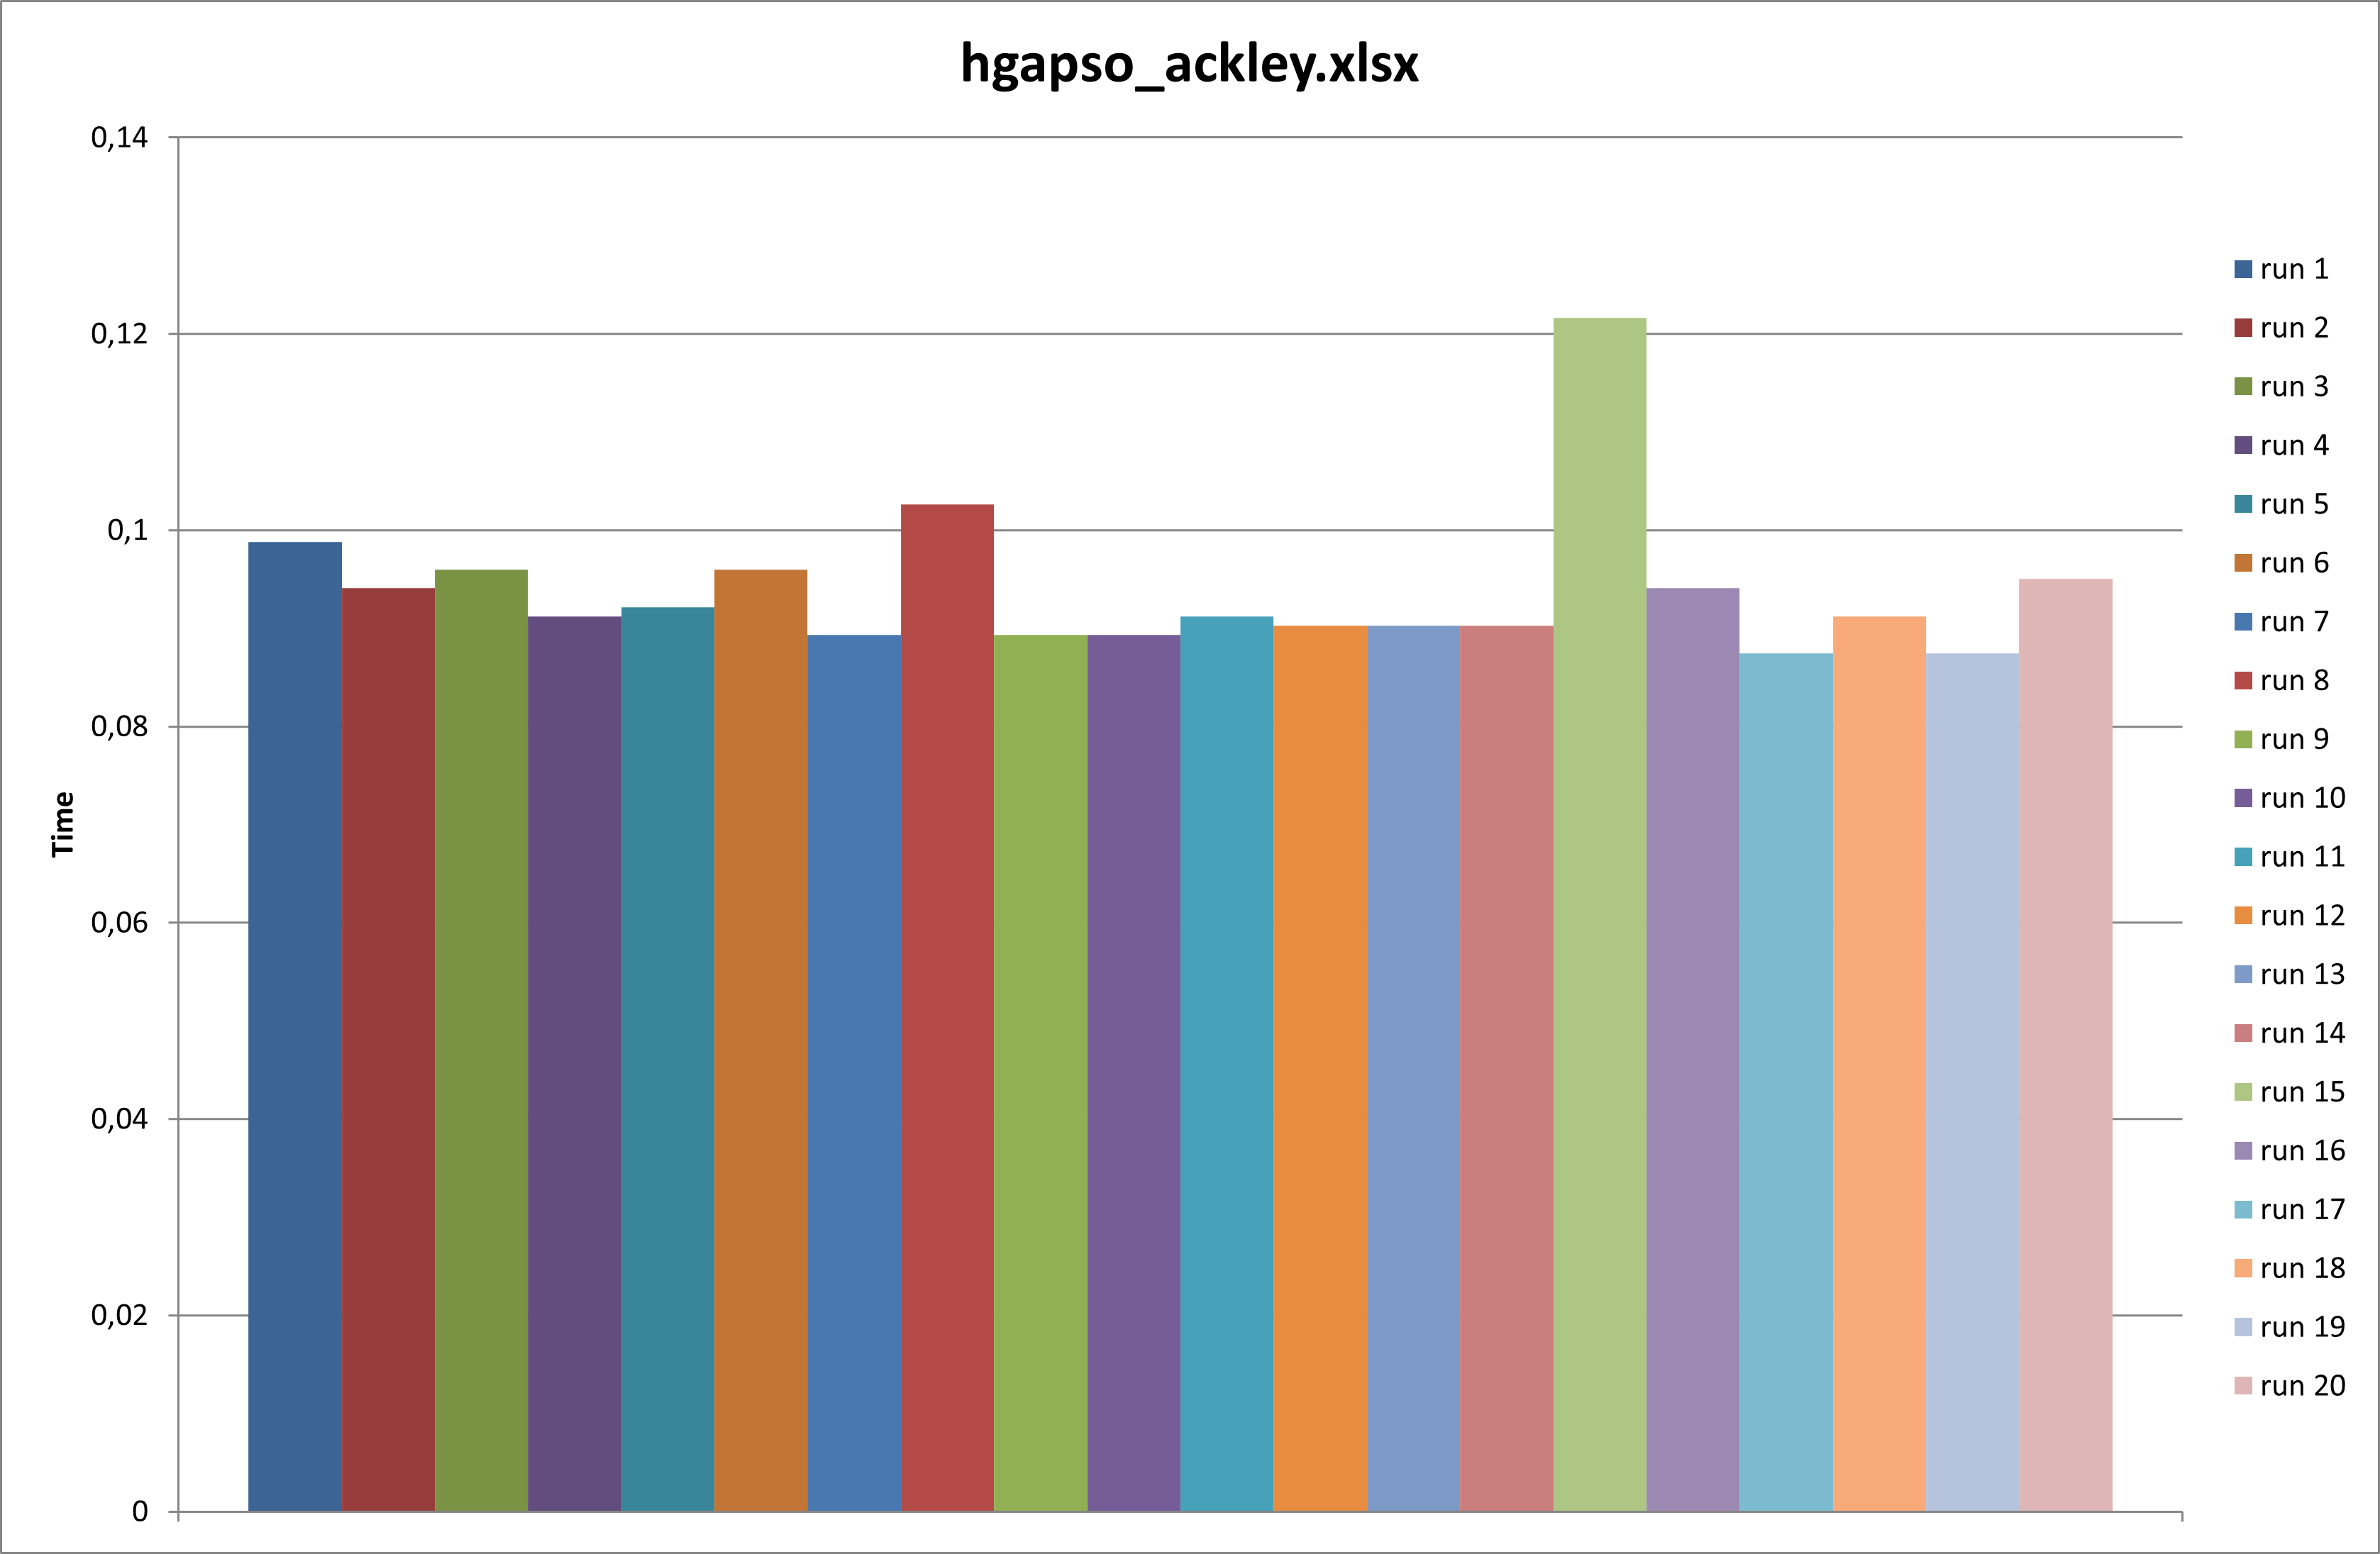 hgapso_ackley.xlsx
0,14
0,12
0,1
0,08
0,06
0,04
0,02
0
Time
run 1
run 2
run 3
run 4
run 5
run 6
run 7
run 8
run 9
run 10
run 11
run 12
run 13
run 14
run 15
run 16
run 17
run 18
run 19
run 20